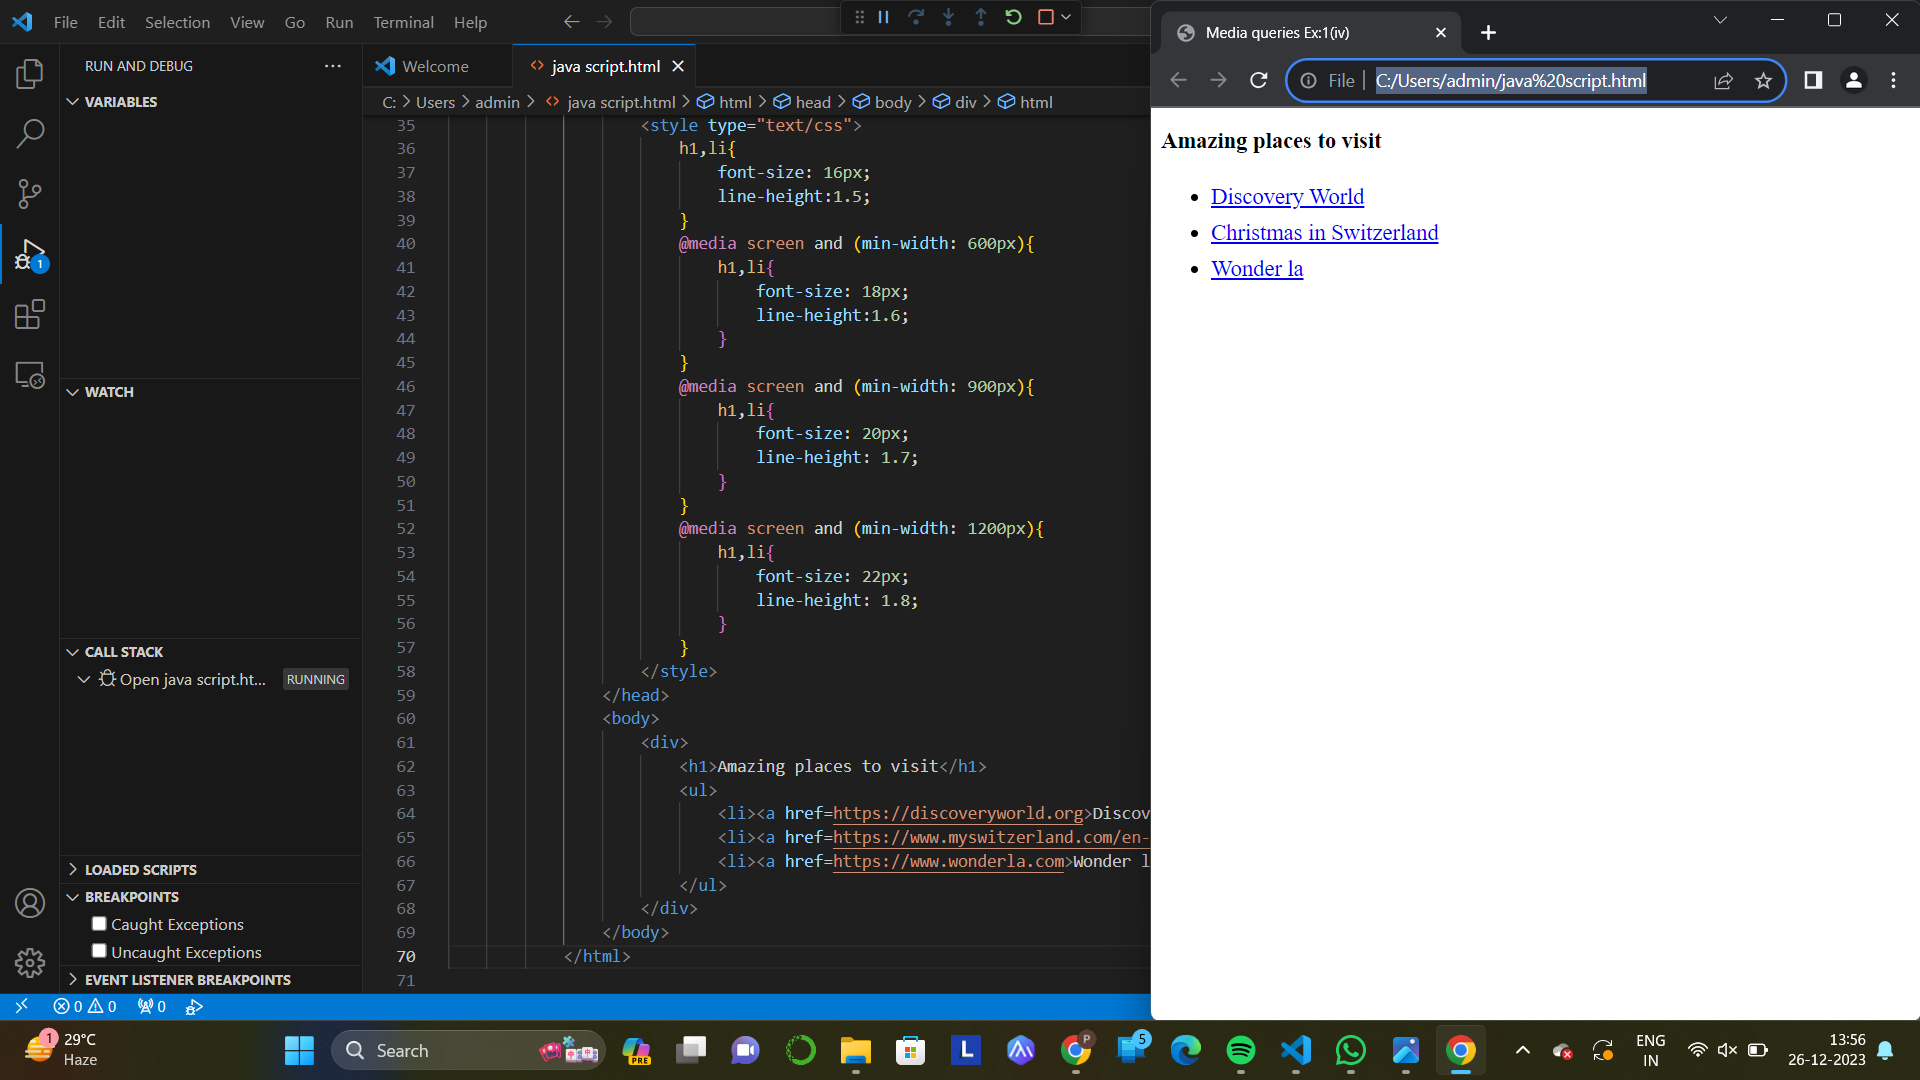 File Edit Selection View Go Run Terminal Help
RUN AND DEBUG
VARIABLES
WATCH
CALL STACK
Open java script.ht... RUNNING
LOADED SCRIPTS
BREAKPOINTS
Caught Exceptions
Uncaught Exceptions
EVENT LISTENER BREAKPOINTS
1
Welcome
java script.html
C: > Users > admin > java script.html > html > head > body > div > html
35 <style type="text/css">
36 h1,li{
37 font-size: 16px;
38 line-height:1.5;
39 }
40 @media screen and (min-width: 600px){
41 h1,li{
42 font-size: 18px;
43 line-height:1.6;
44 }
45 }
46 @media screen and (min-width: 900px){
47 h1,li{
48 font-size: 20px;
49 line-height: 1.7;
50 }
51 }
52 @media screen and (min-width: 1200px){
53 h1,li{
54 font-size: 22px;
55 line-height: 1.8;
56 }
57 }
58 </style>
59 </head>
60 <body>
61 <div>
62 <h1>Amazing places to visit</h1>
63 <ul>
64 <li><a href=https://discoveryworld.org>Discov
65 <li><a href=https://www.myswitzerland.com/en-
66 <li><a href=https://www.wonderla.com>Wonder l
67 </ul>
68 </div>
69 </body>
70 </html>
71
0 0 0
Media queries Ex:1(iv)
File C:/Users/admin/java%20script.html
Amazing places to visit
Discovery World
Christmas in Switzerland
Wonder la
1
29°C
Haze
Search
PRE
L
P
5
ENG
IN
13:56
26-12-2023